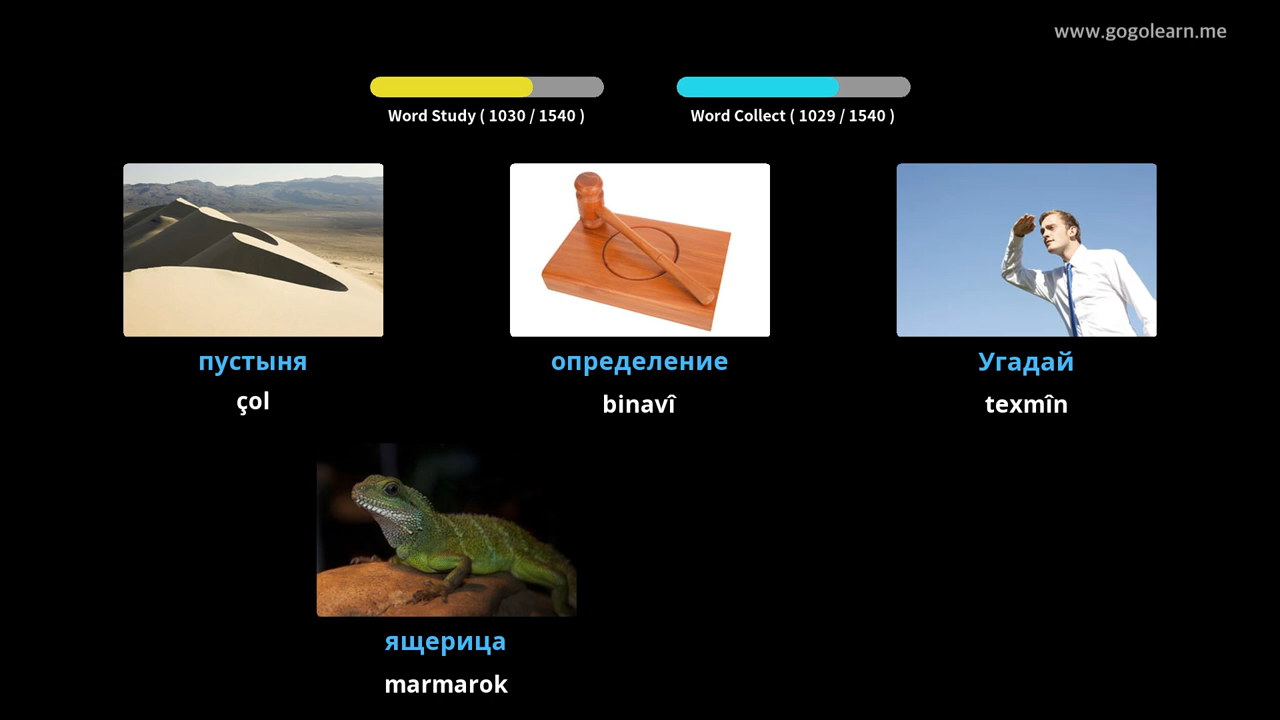 www.gogolearn.me
Word Study ( 1030 / 1540 )
Word Collect ( 1029 / 1540 )
пустыня
определение
Угадай
çol
binavî
texmîn
ящерица
marmarok